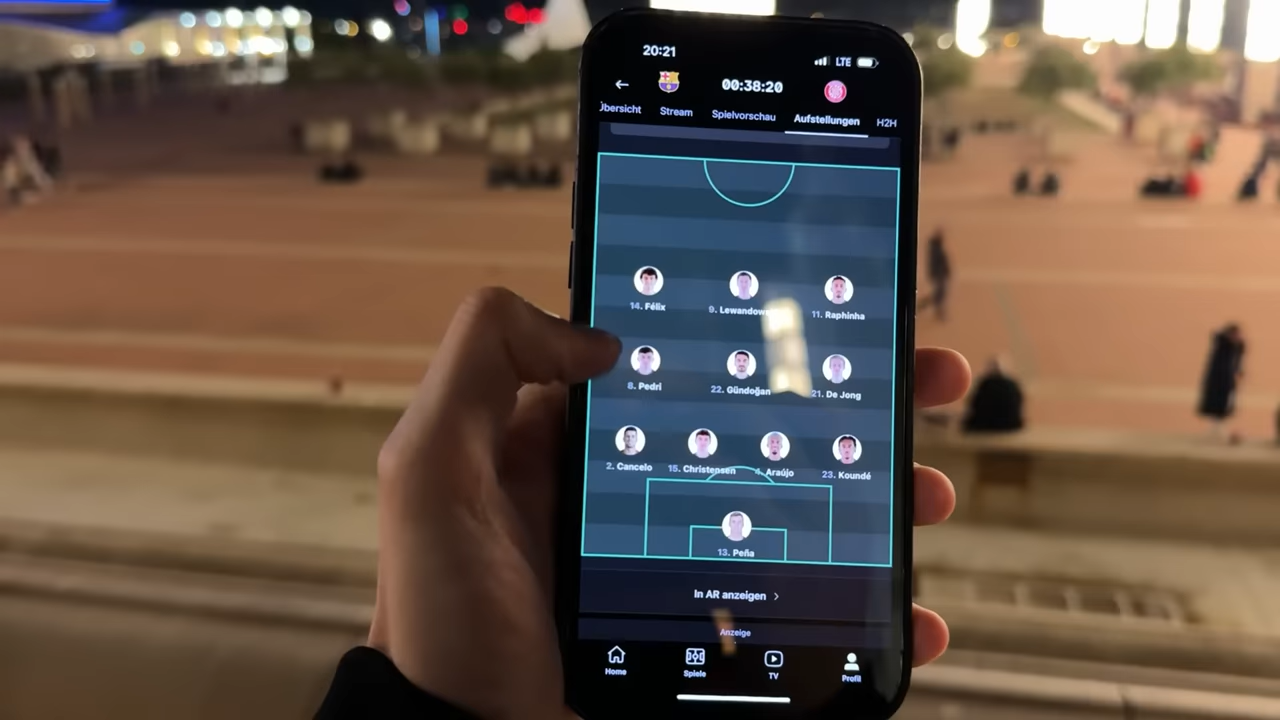 20:21
LTE
00:38:20
Übersicht Stream Spielvorschau Aufstellungen H2H
14. Félix 9. Lewandows 11. Raphinha
8. Pedri 22. Gündoğan 21. De Jong
2. Cancelo 15. Christensen 4. Araújo 23. Koundé
13. Peña
In AR anzeigen
Anzeige
Home Spiele TV Profil